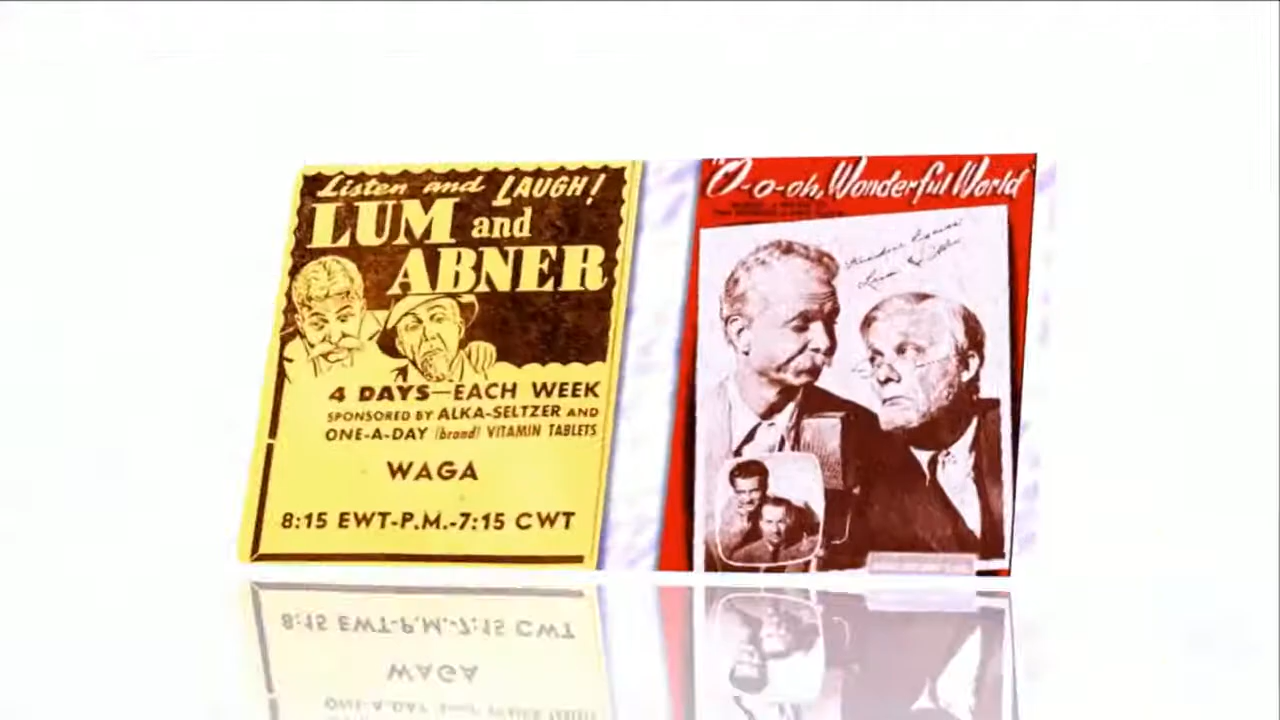 Listen and LAUGH!
LUM and
ABNER
4 DAYS—EACH WEEK
SPONSORED BY ALKA-SELTZER AND
ONE-A-DAY (brand) VITAMIN TABLETS
WAGA
8:15 EWT-P.M.-7:15 CWT
"O-o-oh, Wonderful World